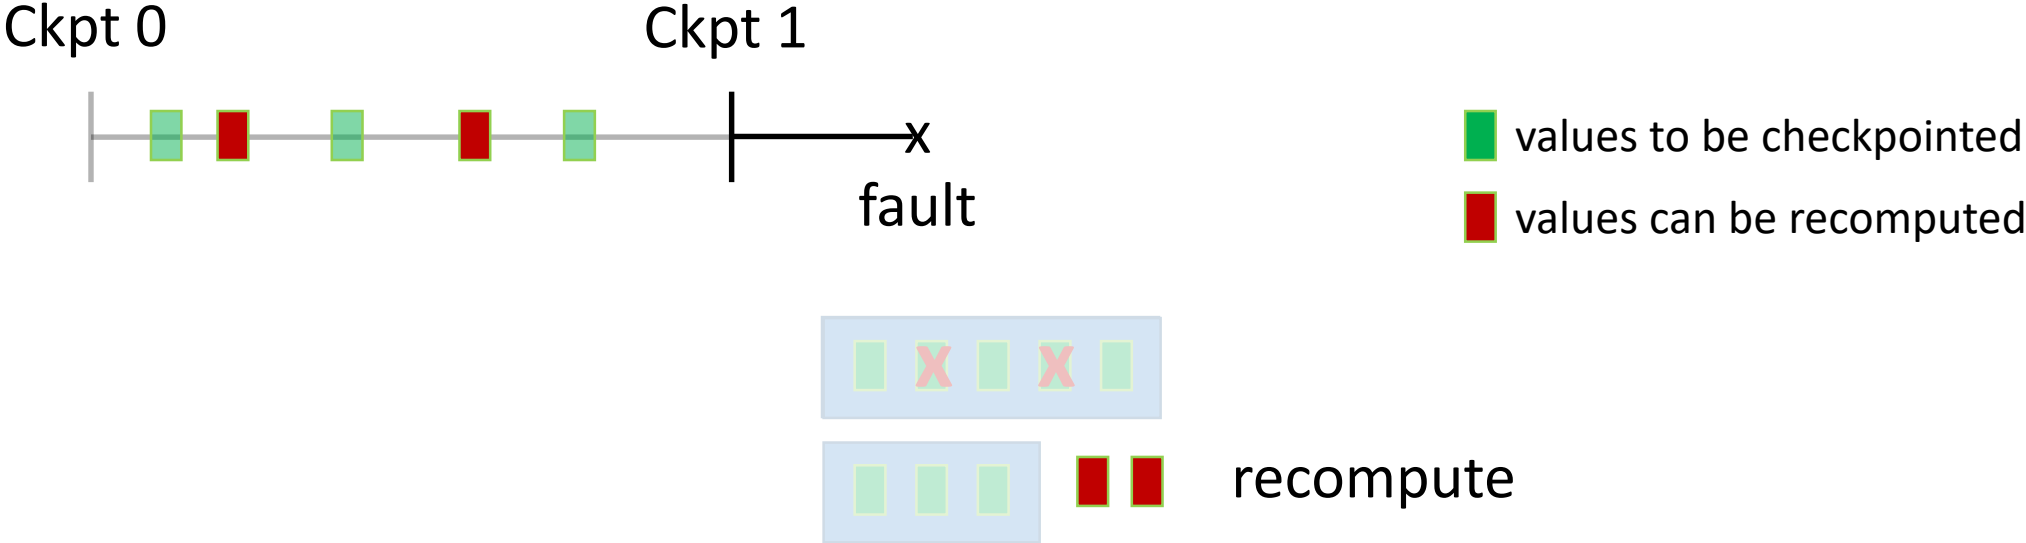 Ckpt 0
Ckpt 1
x
fault
values to be checkpointed
values can be recomputed
X X
recompute